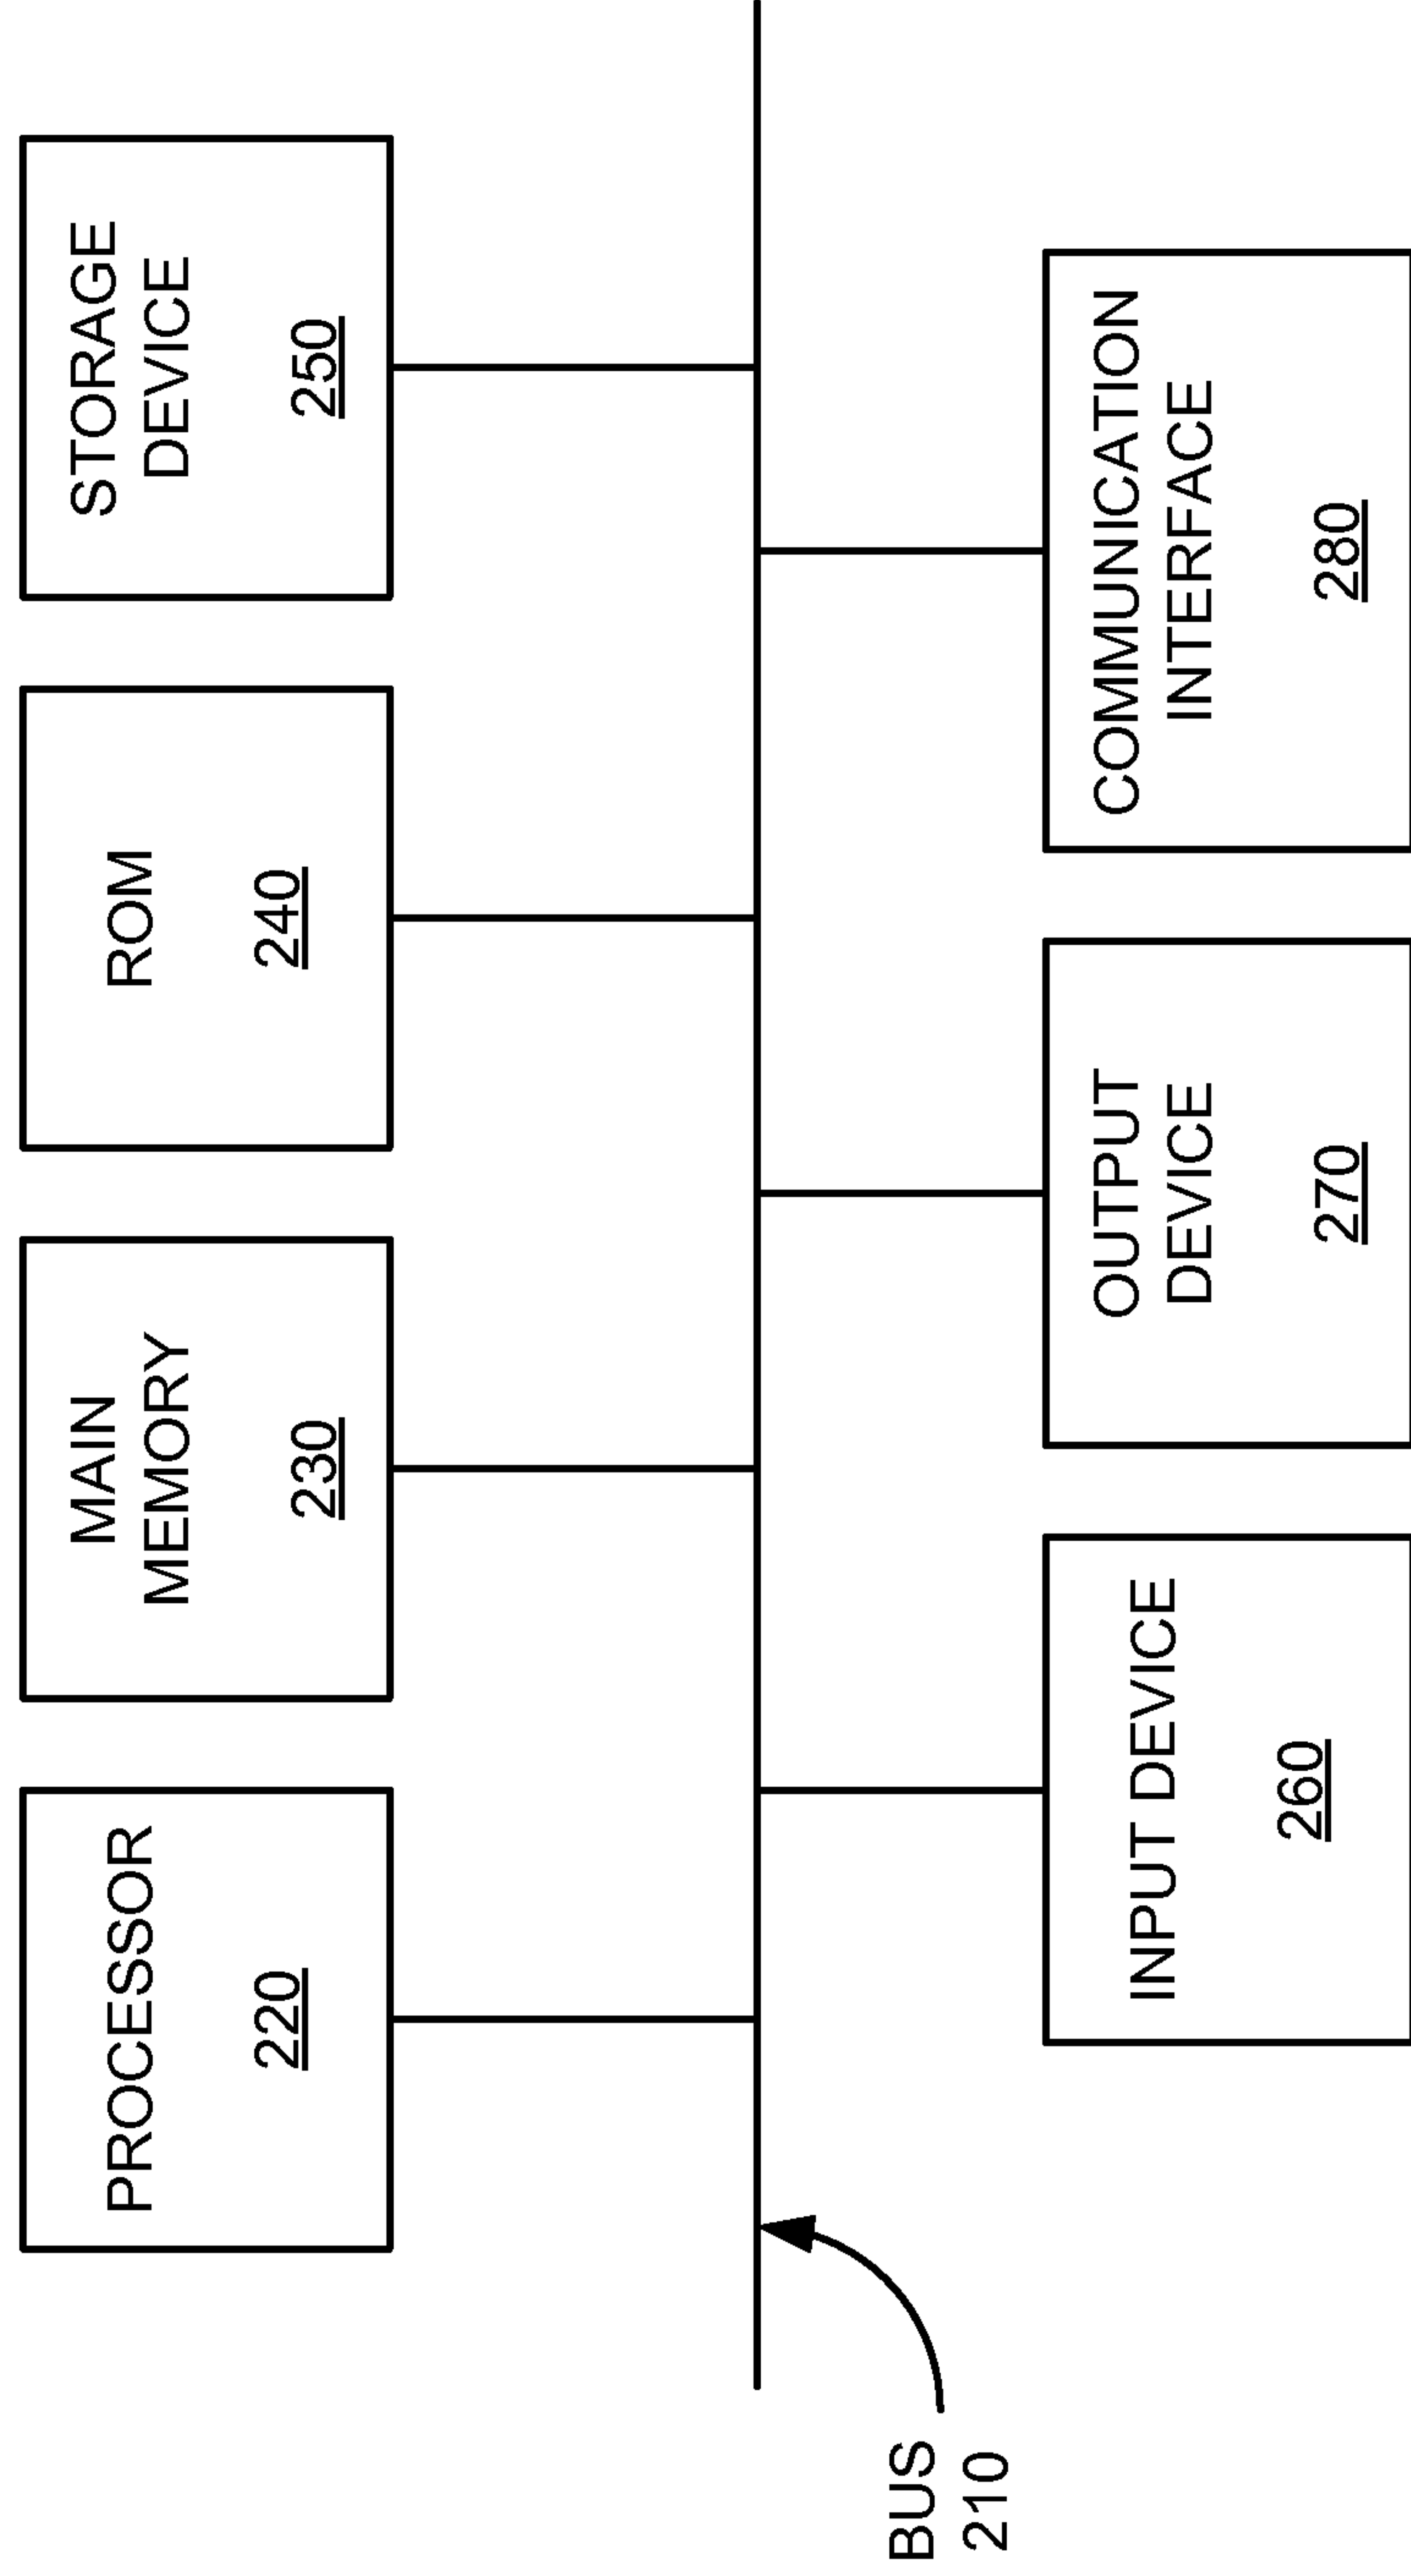 PROCESSOR
220
MAIN
MEMORY
230
ROM
240
STORAGE
DEVICE
250
BUS
210
INPUT DEVICE
260
OUTPUT
DEVICE
270
COMMUNICATION
INTERFACE
280